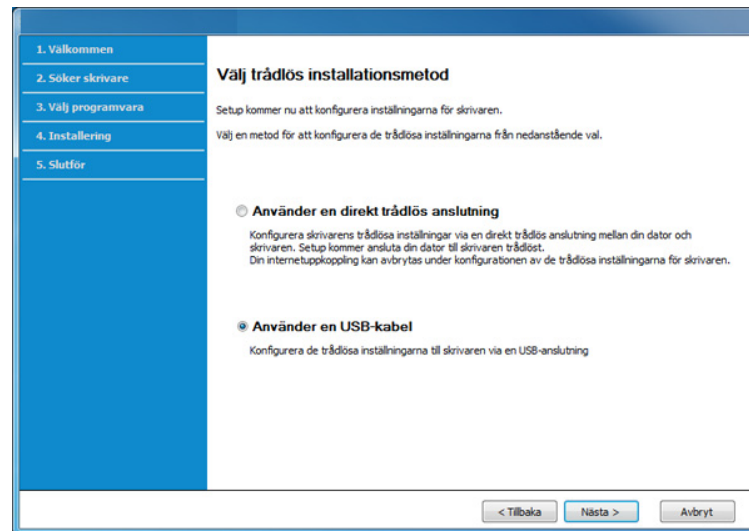 1. Välkommen
2. Söker skrivare
3. Välj programvara
4. Installering
5. Slutför
Välj trådlös installationsmetod
Setup kommer nu att konfigurera inställningarna för skrivaren.
Välj en metod för att konfigurera de trådlösa inställningarna från nedanstående val.
Använder en direkt trådlös anslutning
Konfigurera skrivarens trådlösa inställningar via en direkt trådlös anslutning mellan din dator och
skrivaren. Setup kommer ansluta din dator till skrivaren trådlöst.
Din internetuppkoppling kan avbrytas under konfigurationen av de trådlösa inställningarna för skrivaren.
Använder en USB-kabel
Konfigurera de trådlösa inställningarna till skrivaren via en USB-anslutning
< Tillbaka
Nästa >
Avbryt